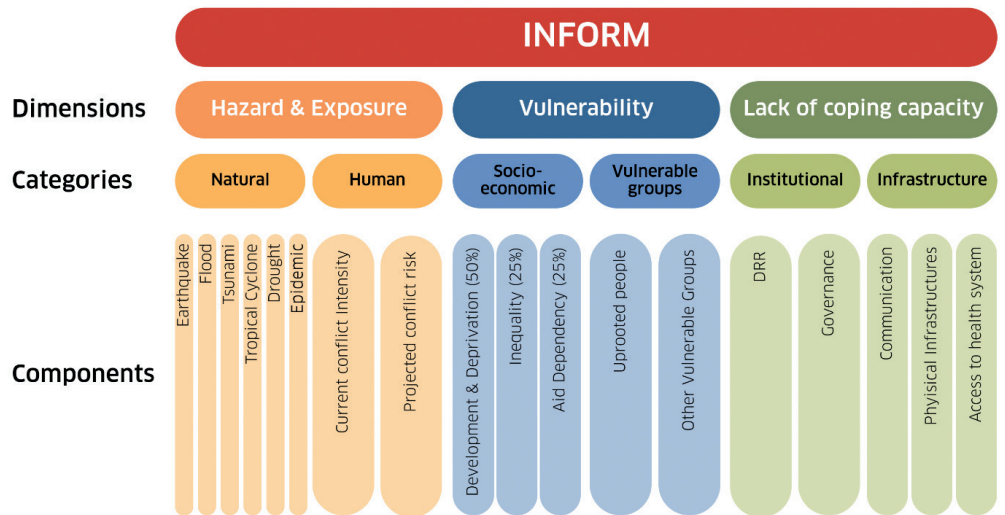 INFORM
Dimensions
Hazard & Exposure
Vulnerability
Lack of coping capacity
Categories
Natural
Human
Socio-
economic
Vulnerable
groups
Institutional
Infrastructure
Components
Earthquake
Flood
Tsunami
Tropical Cyclone
Drought
Epidemic
Current conflict Intensity
Projected conflict risk
Development & Deprivation (50%)
Inequality (25%)
Aid Dependency (25%)
Uprooted people
Other Vulnerable Groups
DRR
Governance
Communication
Phyisical Infrastructures
Access to health system